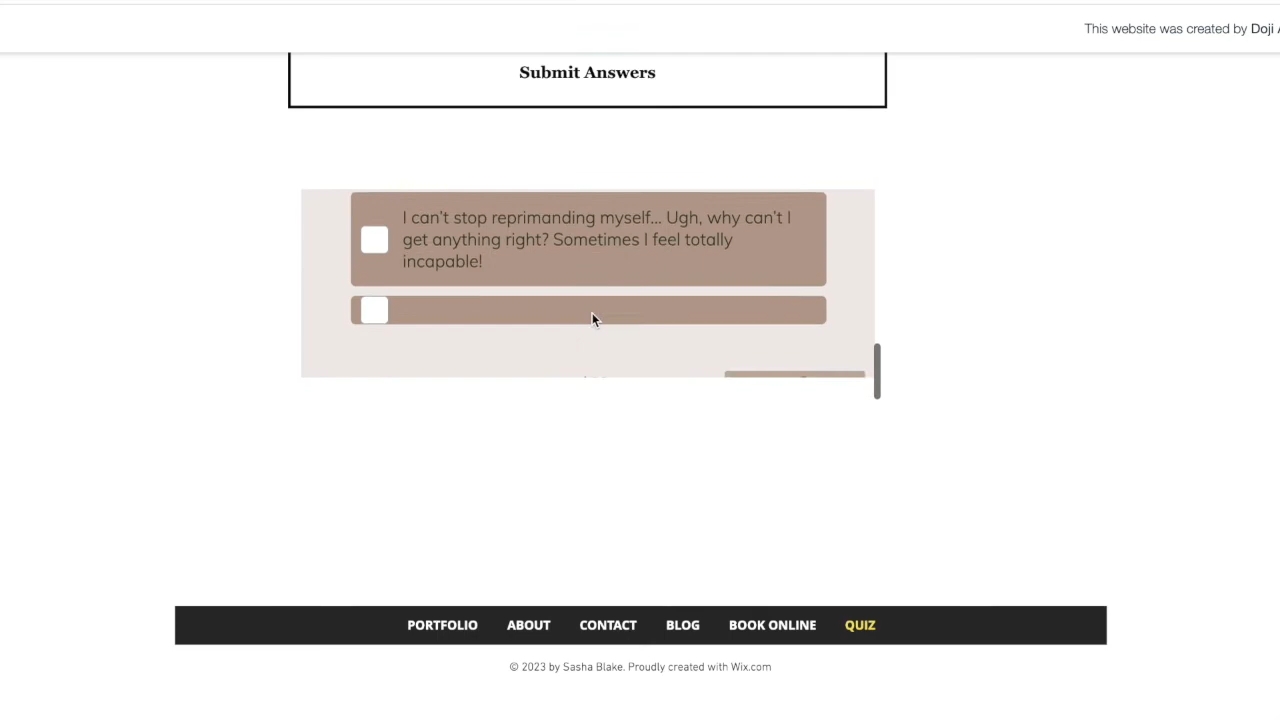 This website was created by Doji
Submit Answers
I can't stop reprimanding myself... Ugh, why can't I
get anything right? Sometimes I feel totally
incapable!
PORTFOLIO ABOUT CONTACT BLOG BOOK ONLINE QUIZ
© 2023 by Sasha Blake. Proudly created with Wix.com